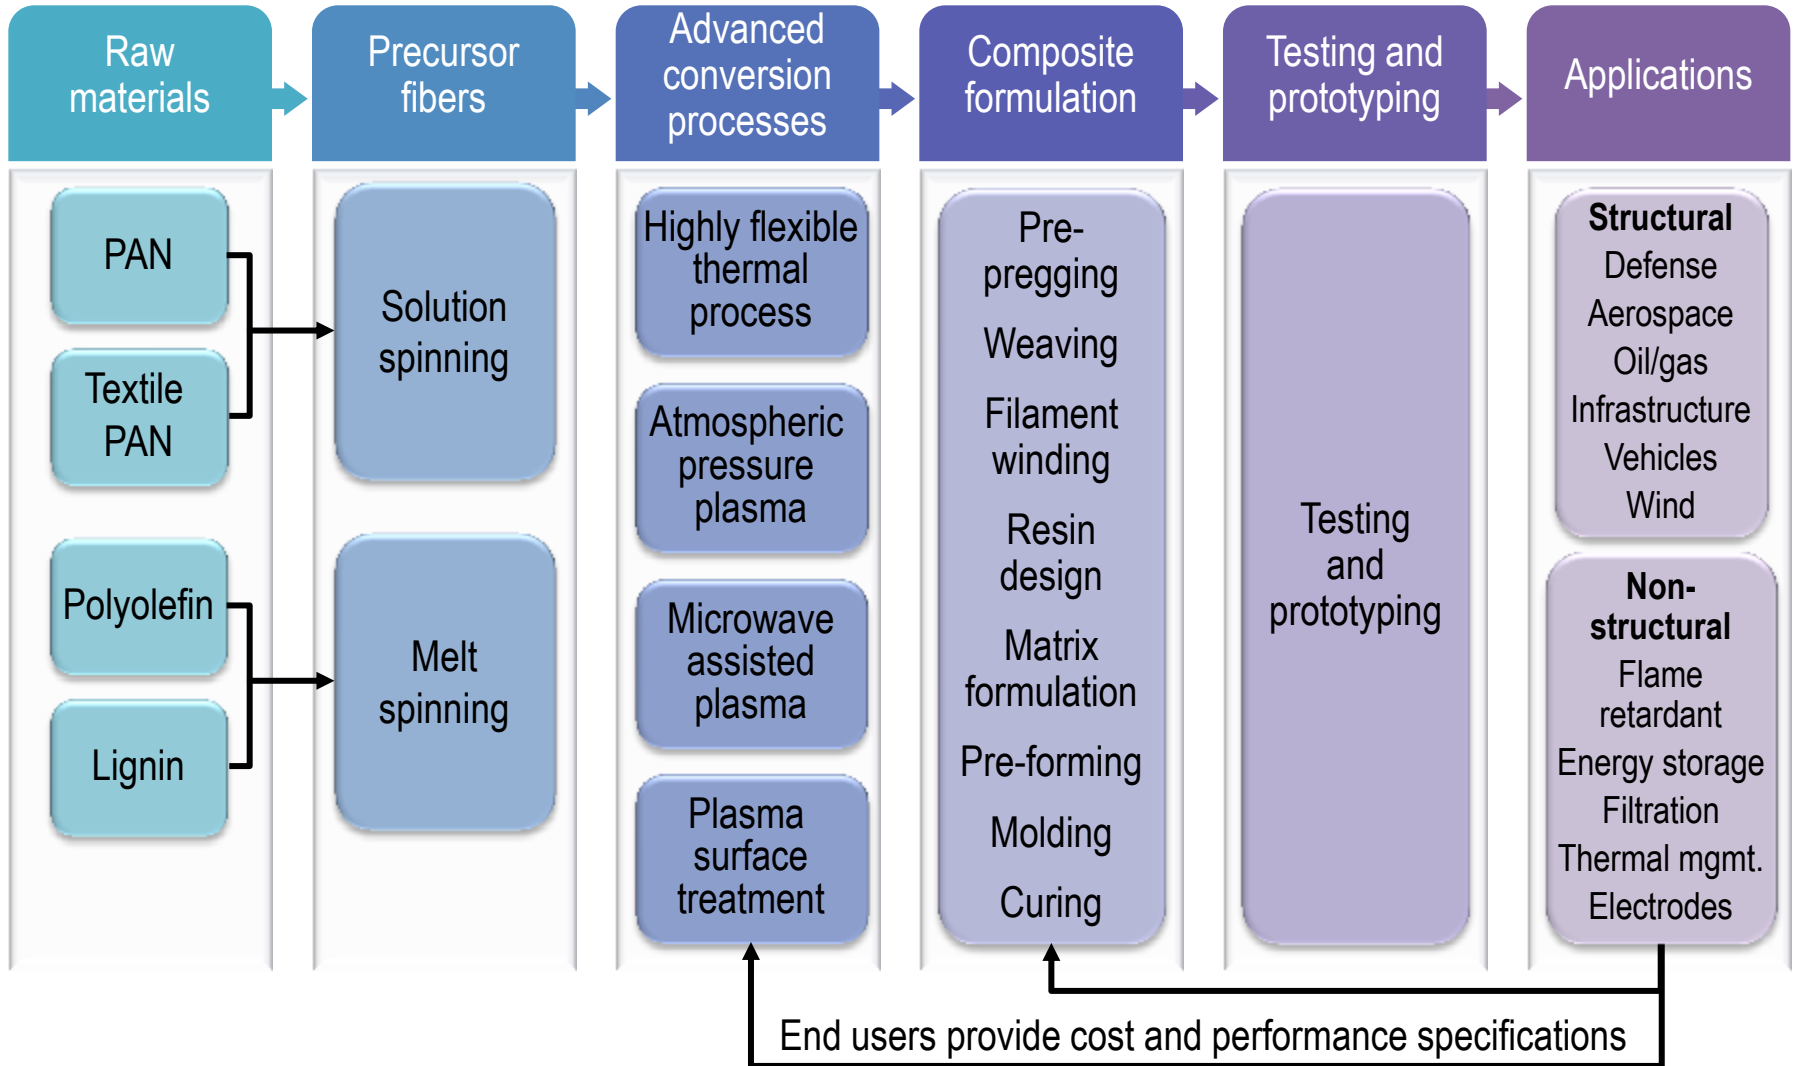 Raw
materials
Precursor
fibers
Advanced
conversion
processes
Composite
formulation
Testing and
prototyping
Applications
PAN
Textile
PAN
Polyolefin
Lignin
Solution
spinning
Melt
spinning
Highly flexible
thermal
process
Atmospheric
pressure
plasma
Microwave
assisted
plasma
Plasma
surface
treatment
Pre-
pregging
Weaving
Filament
winding
Resin
design
Matrix
formulation
Pre-forming
Molding
Curing
Testing
and
prototyping
Structural
Defense
Aerospace
Oil/gas
Infrastructure
Vehicles
Wind
Non-
structural
Flame
retardant
Energy storage
Filtration
Thermal mgmt.
Electrodes
End users provide cost and performance specifications